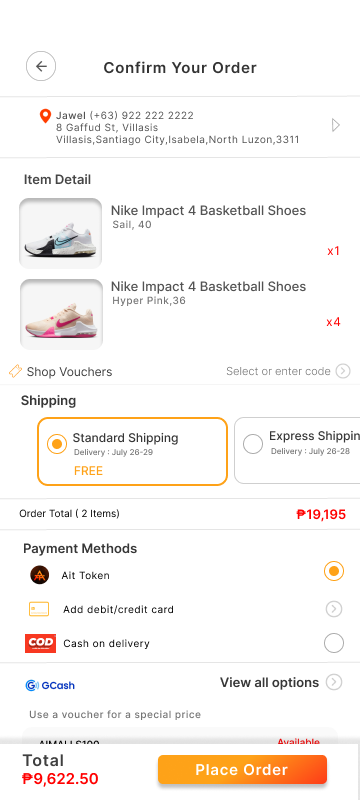 Confirm Your Order
Jawel (+63) 922 222 2222
8 Gaffud St, Villasis
Villasis,Santiago City,Isabela,North Luzon,3311
Item Detail
Nike Impact 4 Basketball Shoes
Sail, 40
x1
Nike Impact 4 Basketball Shoes
Hyper Pink,36
x4
Shop Vouchers
Select or enter code
Shipping
Standard Shipping
Delivery : July 26-29
FREE
Express Shippin
Delivery : July 26-28
Order Total ( 2 Items)
₱19,195
Payment Methods
Ait Token
Add debit/credit card
COD
Cash on delivery
GCash
View all options
Use a voucher for a special price
Available
Total
₱9,622.50
Place Order